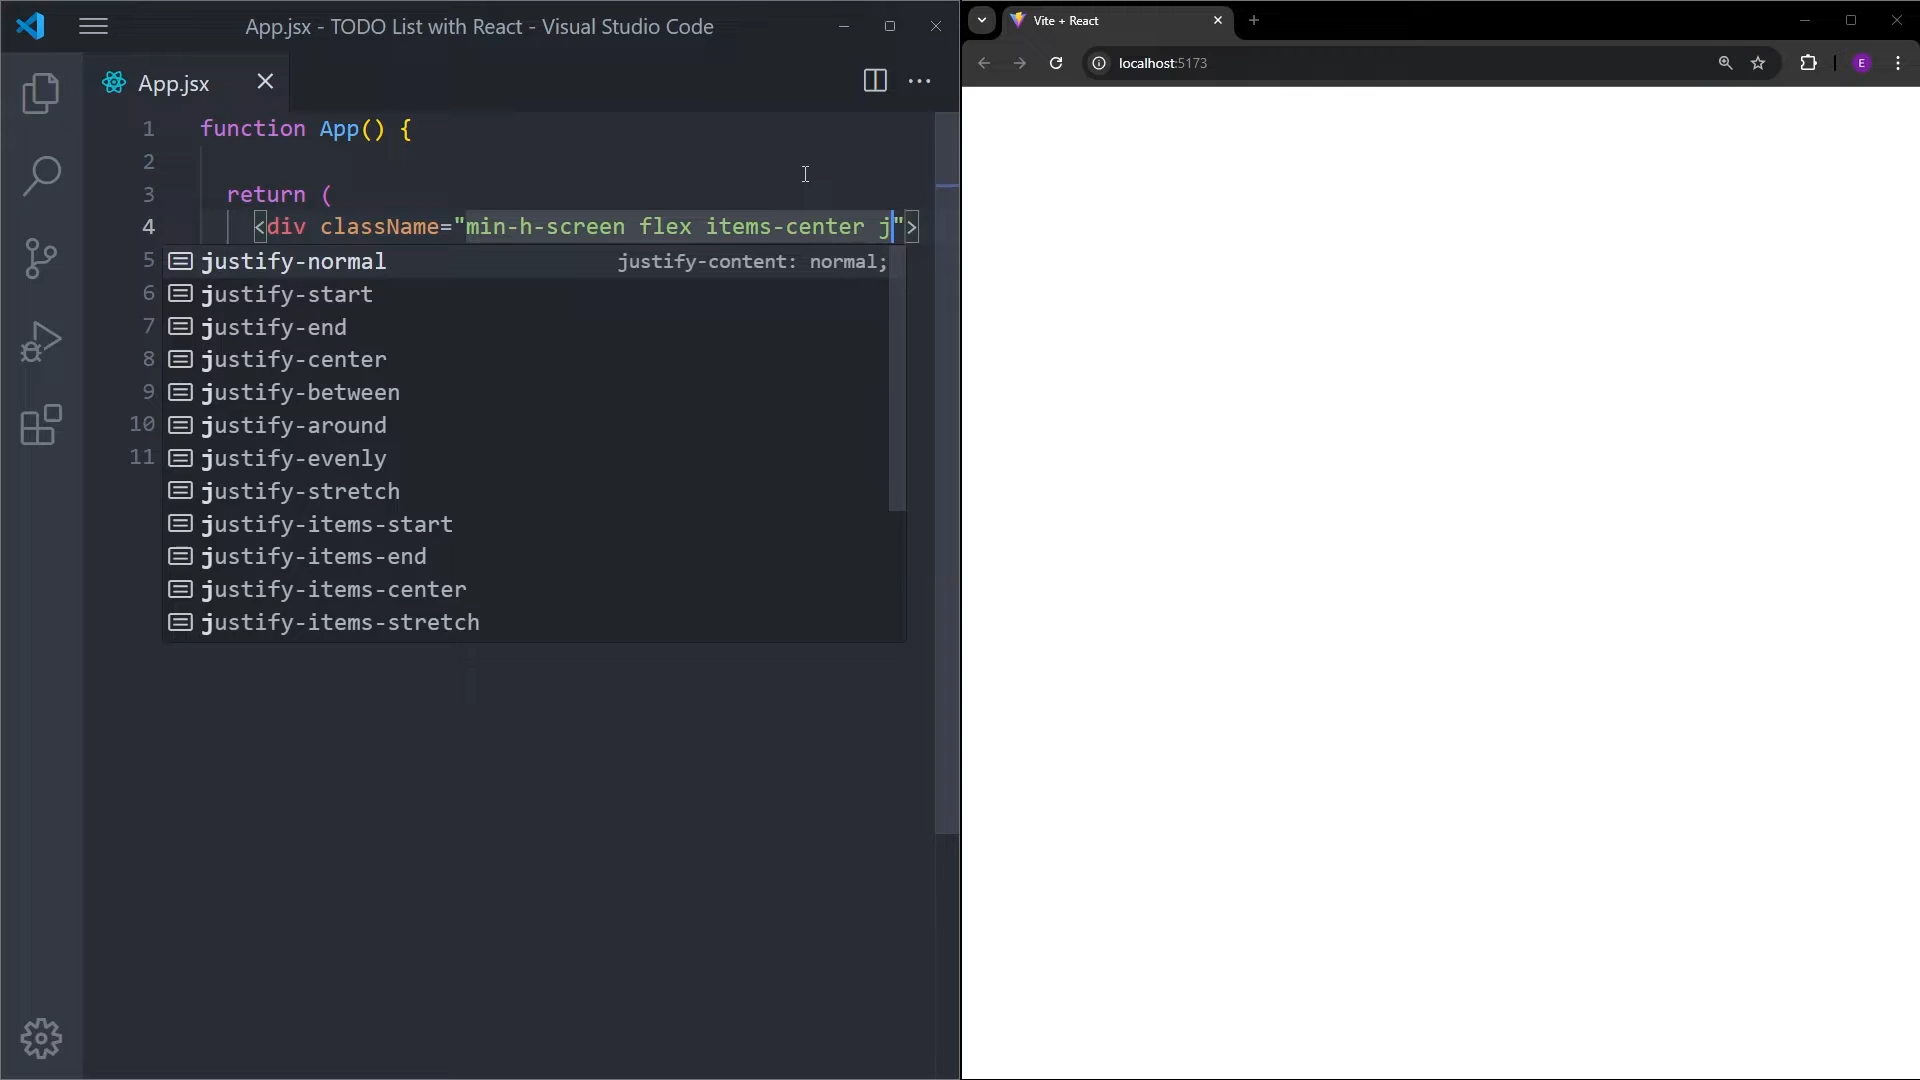 App.jsx - TODO List with React - Visual Studio Code
App.jsx
1 function App() {
2
3 return (
4 <div className="min-h-screen flex items-center j">
5 justify-normal justify-content: normal;
6 justify-start
7 justify-end
8 justify-center
9 justify-between
10 justify-around
11 justify-evenly
justify-stretch
justify-items-start
justify-items-end
justify-items-center
justify-items-stretch
Vite + React
localhost:5173
E